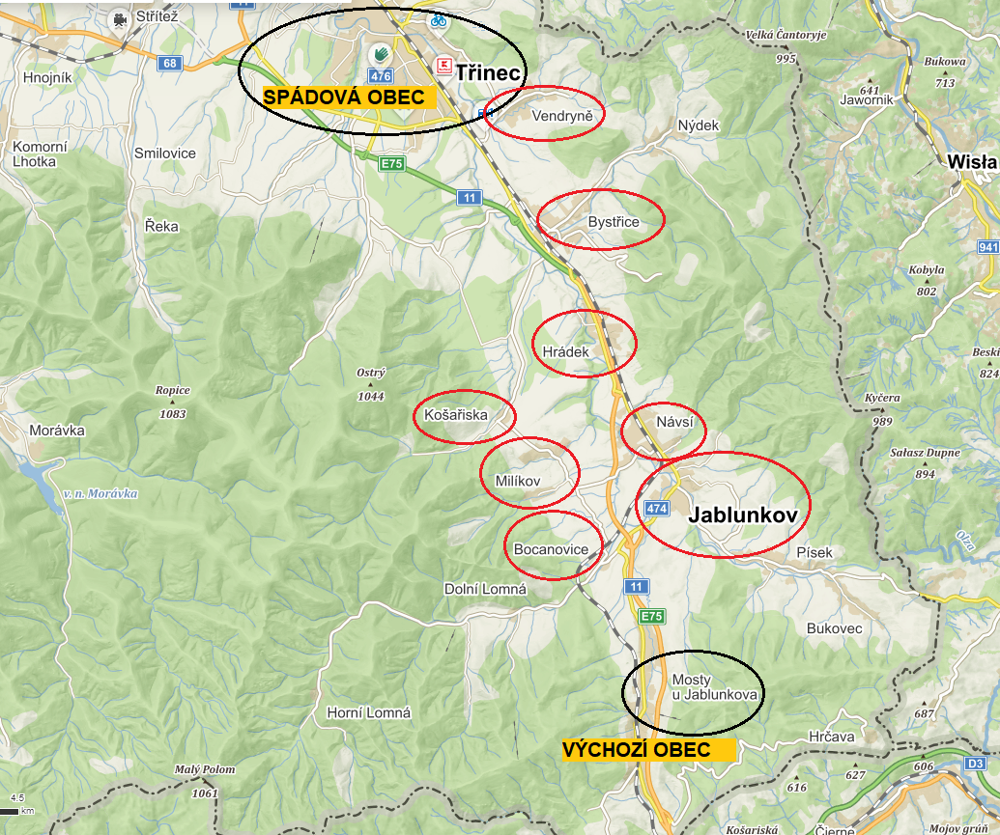 Střítež
Velká Čantoryje
995
Bukowa
713
Hnojník
68
476
Třinec
SPÁDOVÁ OBEC
641
Jawornik
Vendryně
Nýdek
Komorní
Lhotka
Smilovice
E75
Wisła
11
Řeka
Bystřice
941
Kobyla
802
Hrádek
Beski
824
Ostrý
1044
Ropice
1083
Kyčera
989
Morávka
Košařiska
Návsí
Sałasz Dupne
894
Milíkov
v. n. Morávka
474
Jablunkov
Olza
Bocanovice
Písek
Dolní Lomná
11
E75
Bukovec
Mosty
u Jablunkova
Horní Lomná
687
Hrčava
VÝCHOZÍ OBEC
D3
606
627
616
Malý Polom
1061
4.5
km
Košariská
Čierne
Mojov grúň